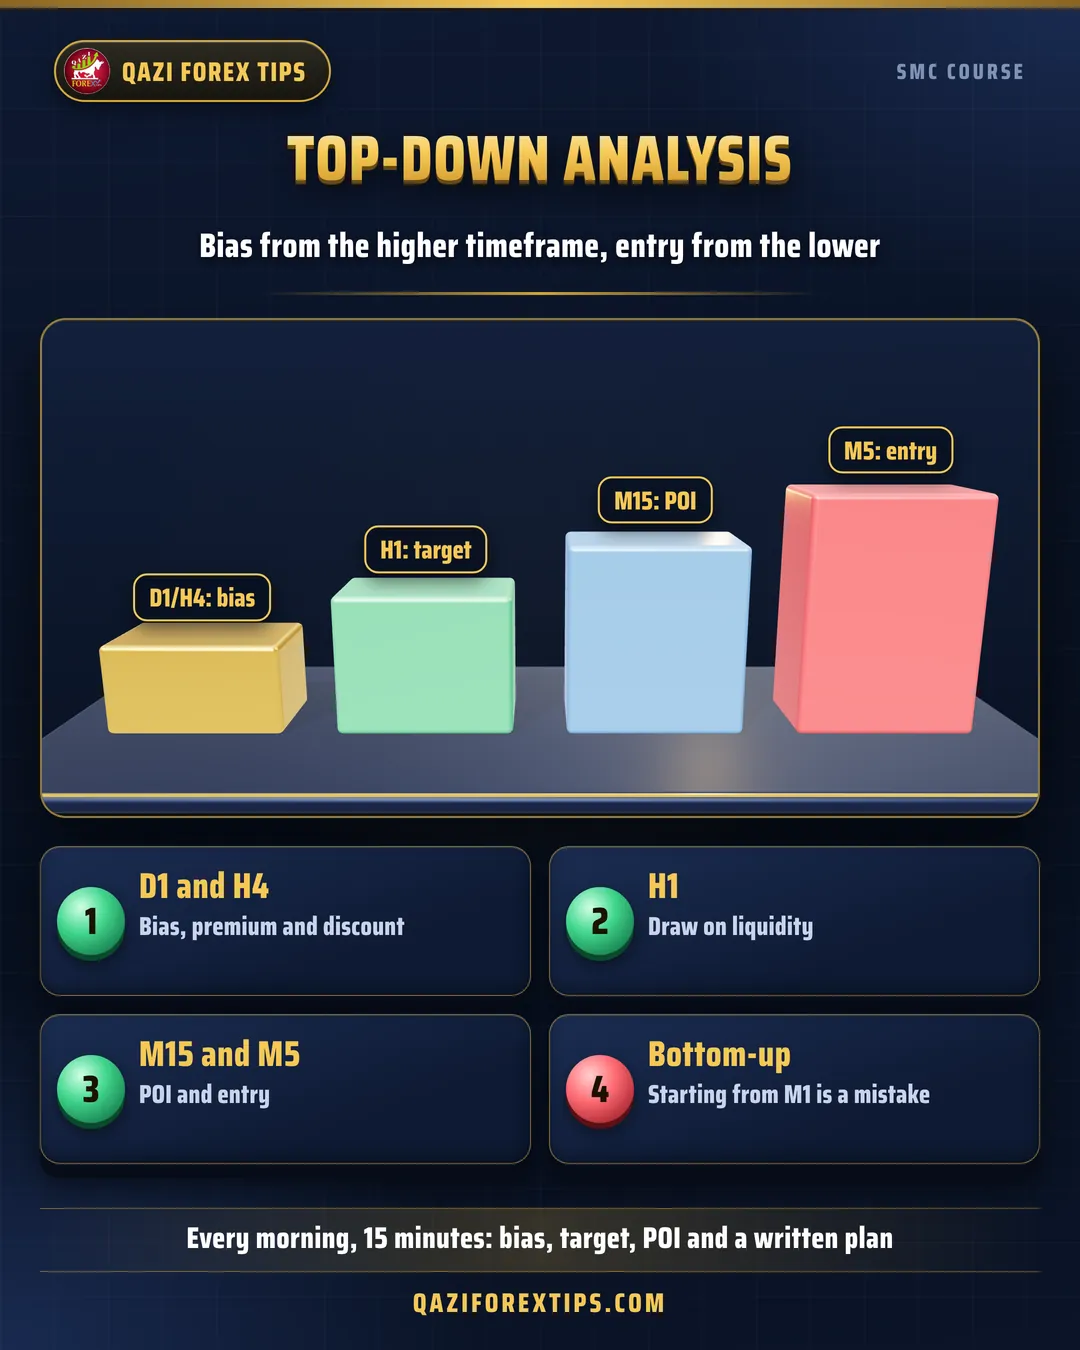 QAZI FOREX TIPS
SMC COURSE
TOP-DOWN ANALYSIS
Bias from the higher timeframe, entry from the lower
M5: entry
M15: POI
H1: target
D1/H4: bias
1
D1 and H4
Bias, premium and discount
2
H1
Draw on liquidity
3
M15 and M5
POI and entry
4
Bottom-up
Starting from M1 is a mistake
Every morning, 15 minutes: bias, target, POI and a written plan
QAZIFOREXTIPS.COM